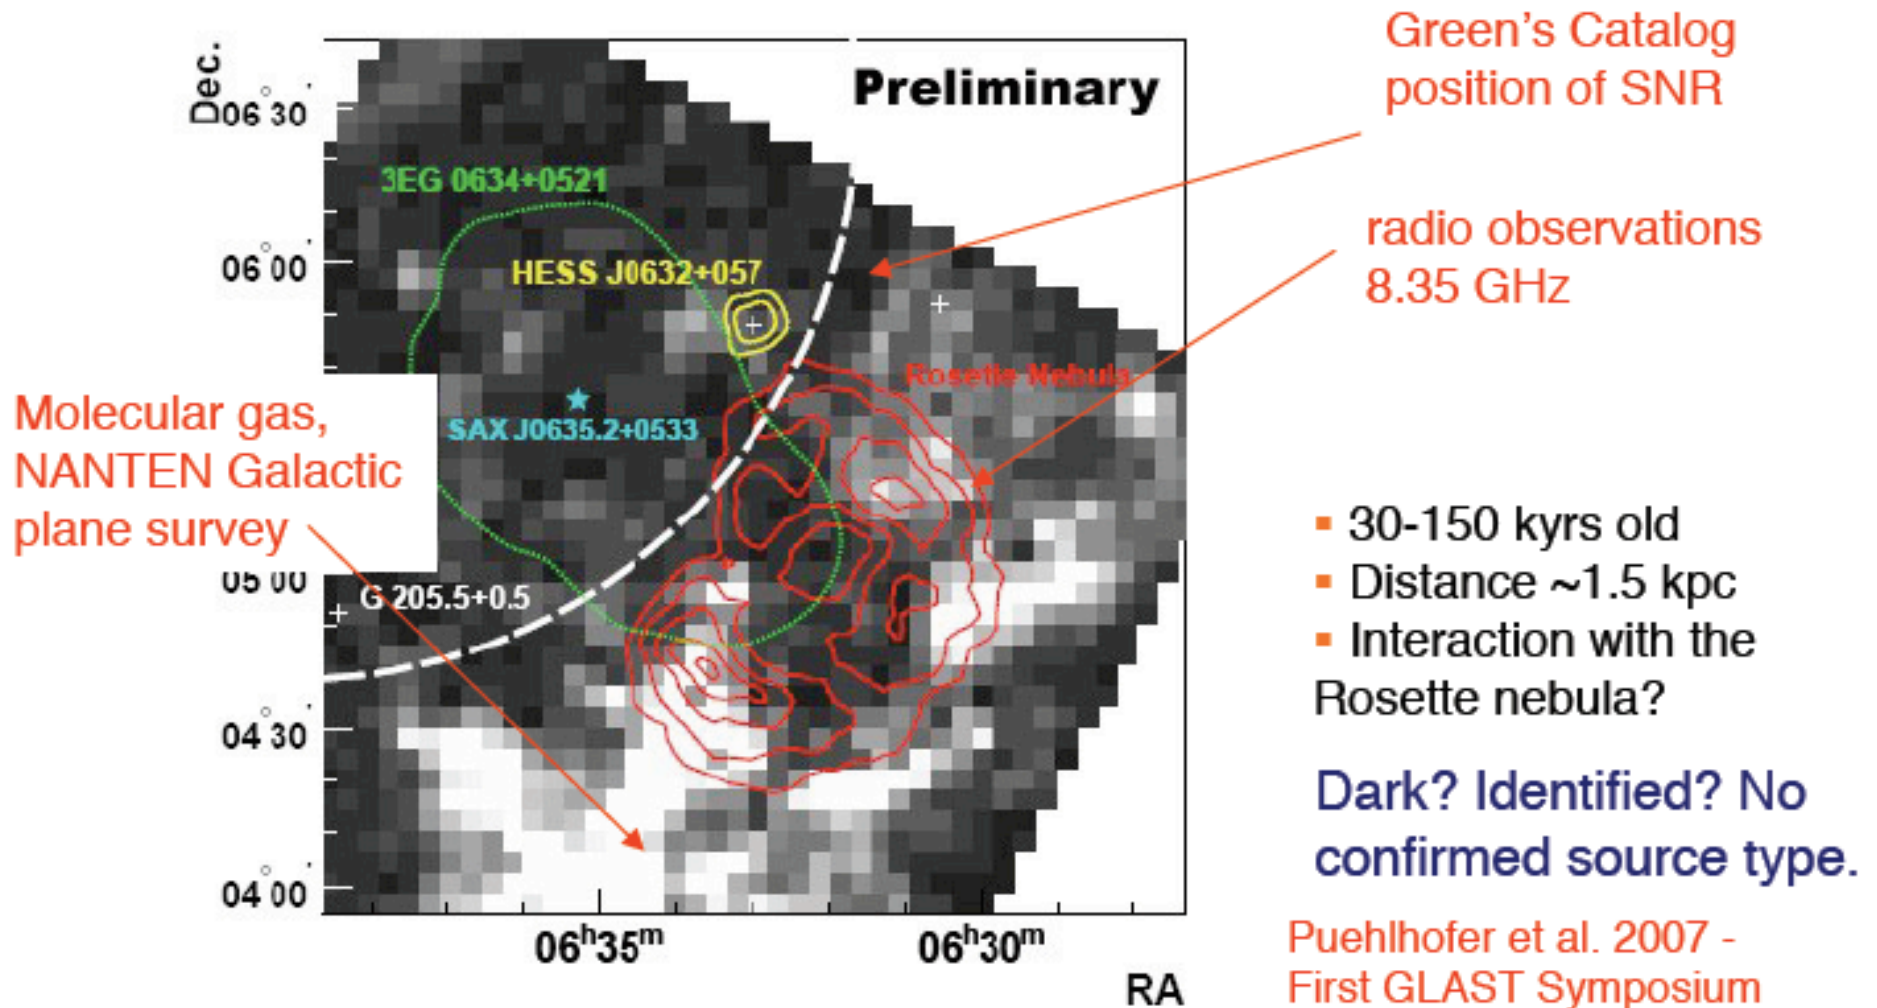 Green's Catalog
position of SNR
Preliminary
Dec.
06° 30'
3EG 0634+0521
radio observations
8.35 GHz
06° 00'
HESS J0632+057
Rosette Nebula
Molecular gas,
NANTEN Galactic
plane survey
SAX J0635.2+0533
▪ 30-150 kyrs old
▪ Distance ~1.5 kpc
▪ Interaction with the
Rosette nebula?
05 00
G 205.5+0.5
04° 30'
Dark? Identified? No
confirmed source type.
04° 00'
06h35m
06h30m
RA
Puehlhofer et al. 2007 -
First GLAST Symposium